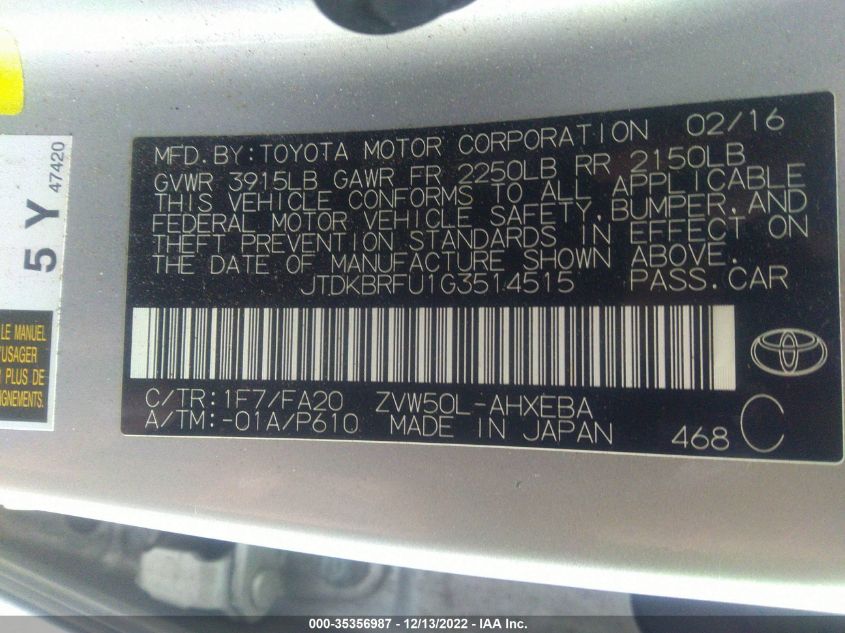 MFD. BY: TOYOTA MOTOR CORPORATION 02/16
GVWR 3915LB GAWR FR 2250LB RR 2150LB
THIS VEHICLE CONFORMS TO ALL APPLICABLE
FEDERAL MOTOR VEHICLE SAFETY, BUMPER, AND
THEFT PREVENTION STANDARDS IN EFFECT ON
THE DATE OF MANUFACTURE SHOWN ABOVE.
JTDKBRFU1G3514515 PASS. CAR
C/TR: 1F7/FA20 ZVW50L-AHXEBA
A/TM: -01A/P610 MADE IN JAPAN 468 C
5 Y 47420
LE MANUEL
'USAGER
PLUS DE
IGNEMENTS.
000-35356987 - 12/13/2022 - IAA Inc.